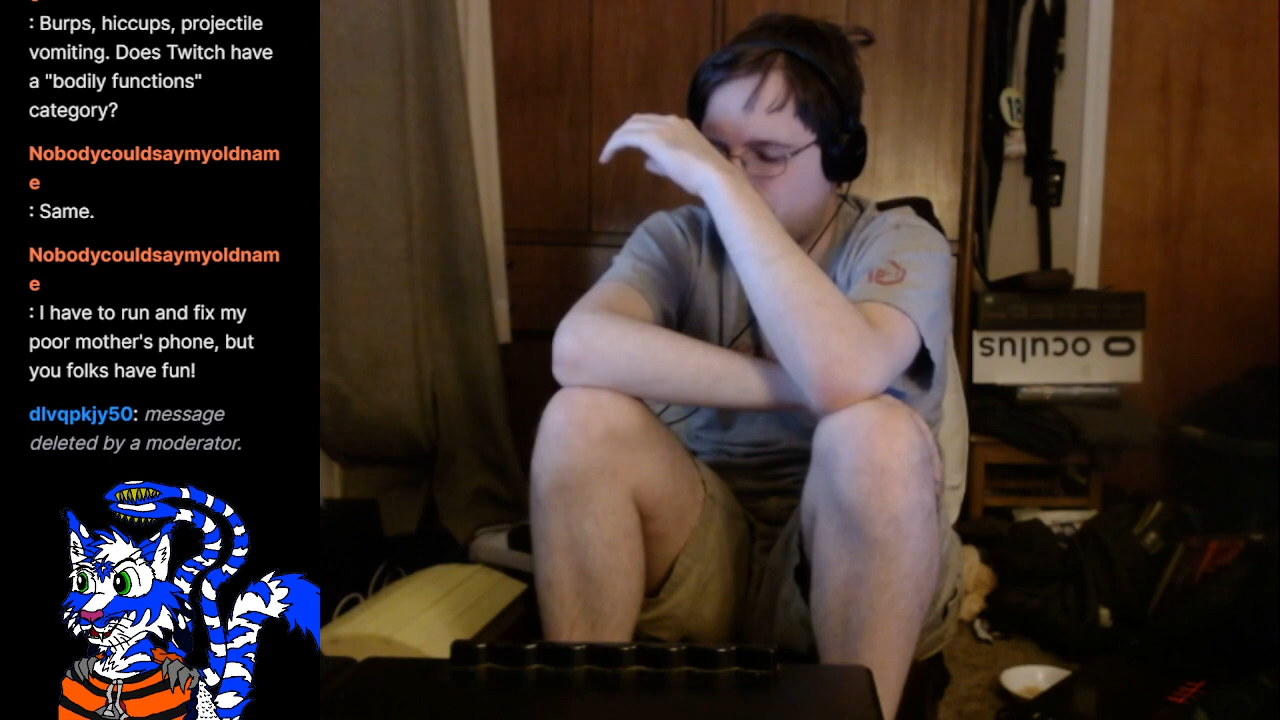 : Burps, hiccups, projectile
vomiting. Does Twitch have
a "bodily functions"
category?
Nobodycouldsaymyoldnam
e
: Same.
Nobodycouldsaymyoldnam
e
: I have to run and fix my
poor mother's phone, but
you folks have fun!
dlvqpkjy50: message
deleted by a moderator.
18
oculus